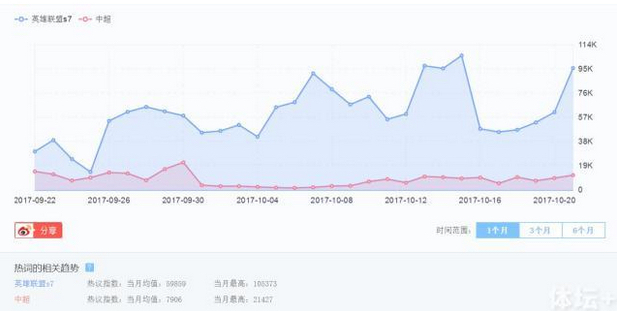 英雄联盟s7 中超
114K
95K
76K
57K
38K
19K
0
2017-09-22 2017-09-26 2017-09-30 2017-10-04 2017-10-08 2017-10-12 2017-10-16 2017-10-20
分享 时间范围： 1个月 3个月 6个月
热词的相关趋势 ?
英雄联盟s7 热议指数：当月均值：59859 当月最高：105373
中超 热议指数：当月均值：7906 当月最高：21427
体坛+